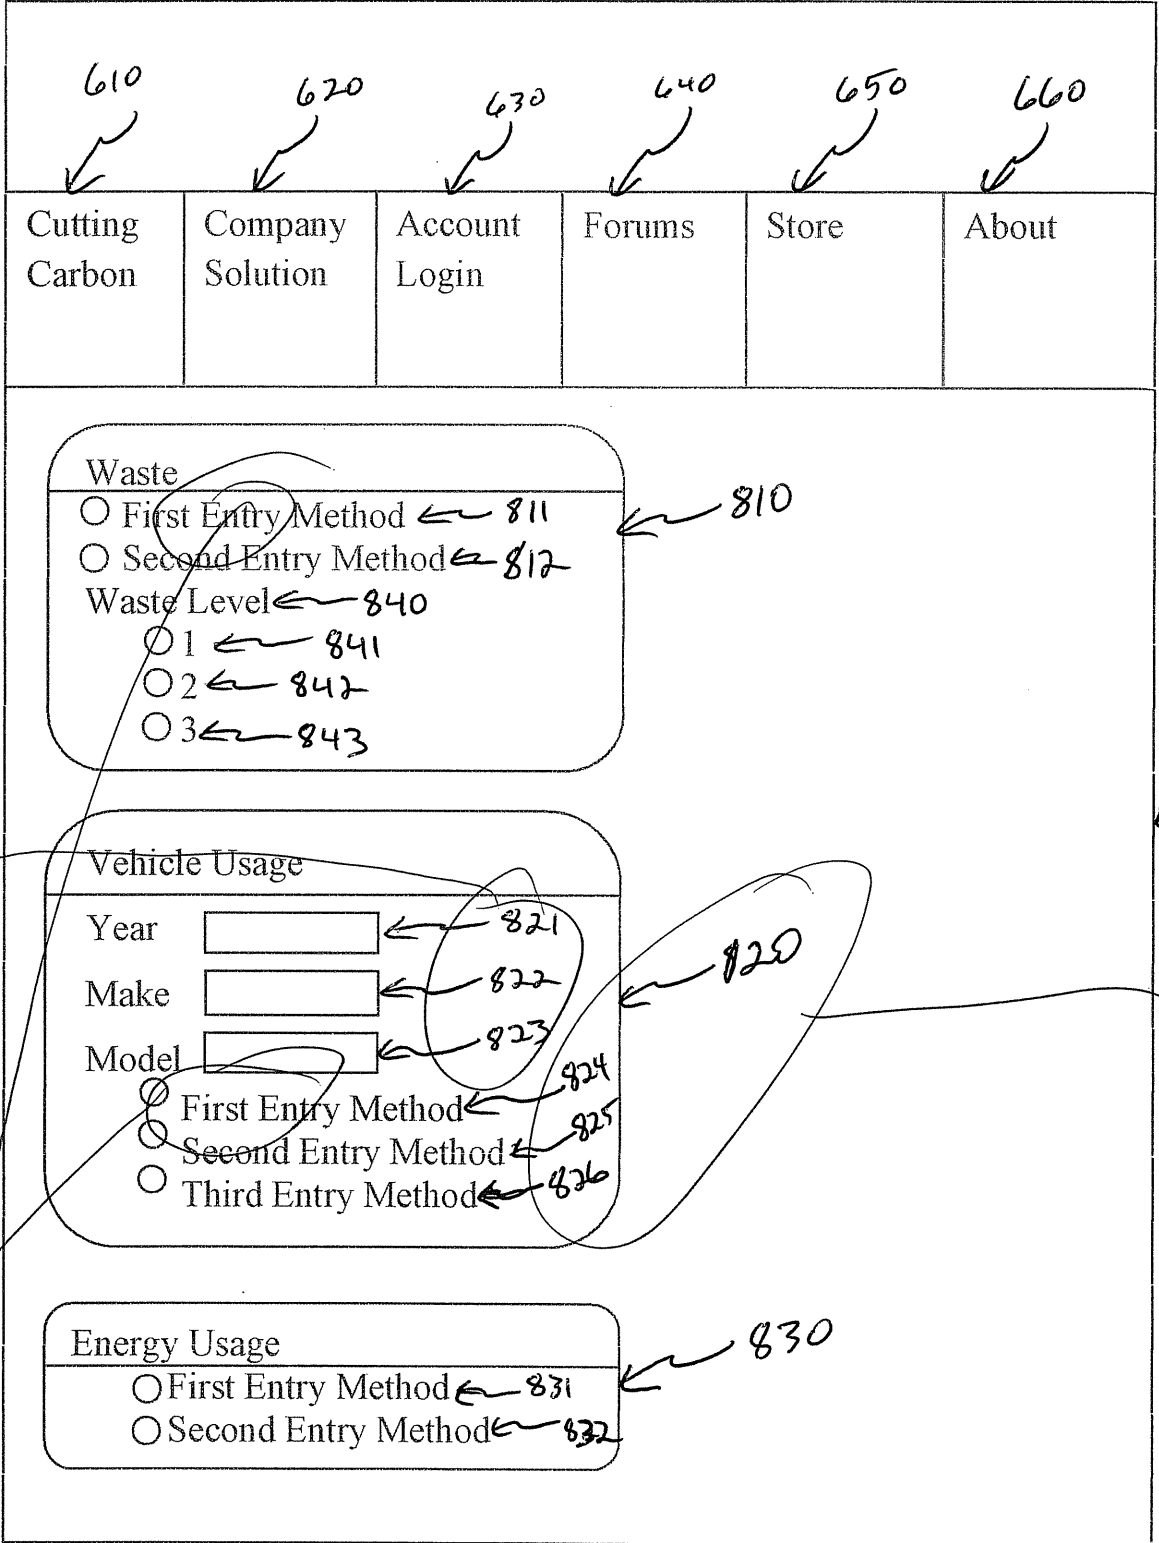 610 620 630 640 650 660
Cutting Company Account Forums Store About
Carbon Solution Login
Waste
First Entry Method 811
810
Second Entry Method 812
Waste Level 840
1 841
2 842
3 843
Vehicle Usage
Year 821
820
Make 822
Model 823
First Entry Method 824
Second Entry Method 825
Third Entry Method 826
Energy Usage
830
First Entry Method 831
Second Entry Method 832